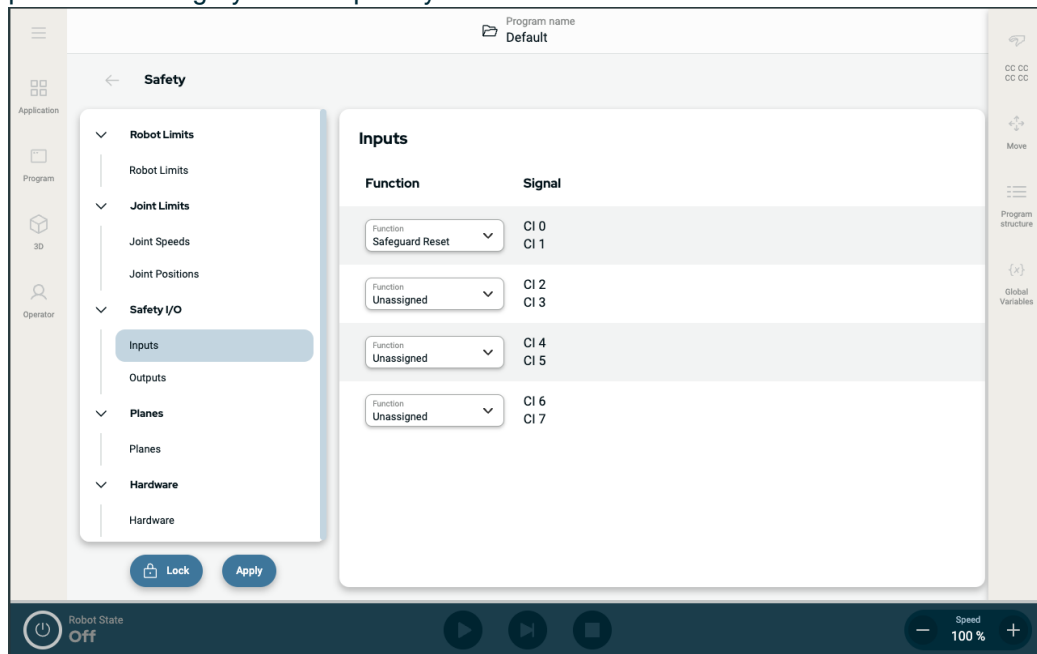 Program name
Default
Application
Program
3D
Operator
Safety
Robot Limits
Robot Limits
Joint Limits
Joint Speeds
Joint Positions
Safety I/O
Inputs
Outputs
Planes
Planes
Hardware
Hardware
Lock
Apply
Inputs
Function Signal
Function
Safeguard Reset
CI 0
CI 1
Function
Unassigned
CI 2
CI 3
Function
Unassigned
CI 4
CI 5
Function
Unassigned
CI 6
CI 7
CC CC
CC CC
Move
Program
structure
{x}
Global
Variables
Robot State
Off
Speed
100 %